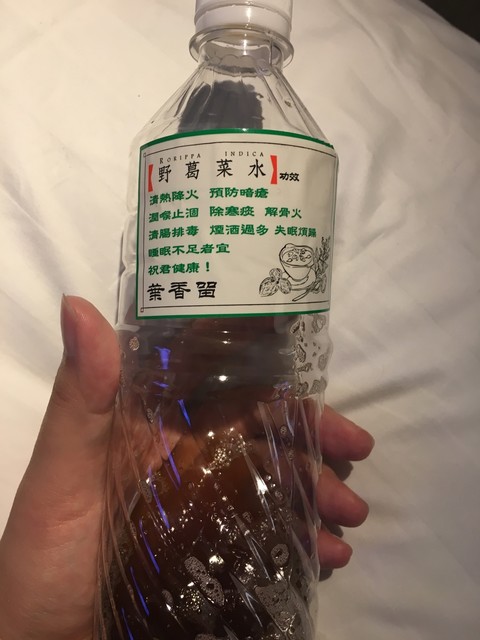 RORIPPA INDICA
【野葛菜水】功效
清熱降火 預防暗瘡
潤喉止涸 除寒痰 解骨火
清腸排毒 煙酒過多 失眠煩躁
睡眠不足者宜
祝君健康！
葉香留